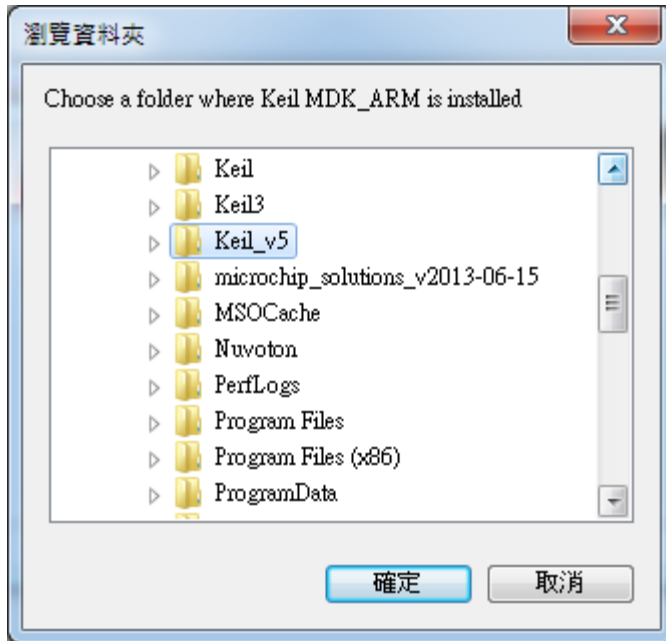 瀏覽資料夾
Choose a folder where Keil MDK_ARM is installed
Keil
Keil3
Keil_v5
microchip_solutions_v2013-06-15
MSOCache
Nuvoton
PerfLogs
Program Files
Program Files (x86)
ProgramData
確定
取消